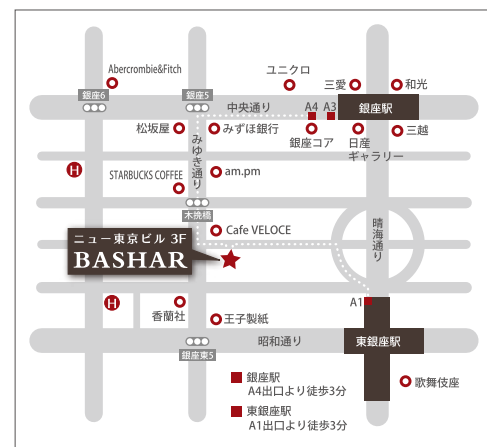 Abercrombie&Fitch
ユニクロ
三愛
和光
銀座6
銀座5
中央通り
A4
A3
銀座駅
松坂屋
みずほ銀行
銀座コア
日産
ギャラリー
三越
みゆき通り
am.pm
STARBUCKS COFFEE
H
木挽橋
Cafe VELOCE
晴海通り
ニュー東京ビル 3F
BASHAR
A1
H
香蘭社
王子製紙
昭和通り
東銀座駅
銀座東5
銀座駅
A4出口より徒歩3分
歌舞伎座
東銀座駅
A1出口より徒歩3分